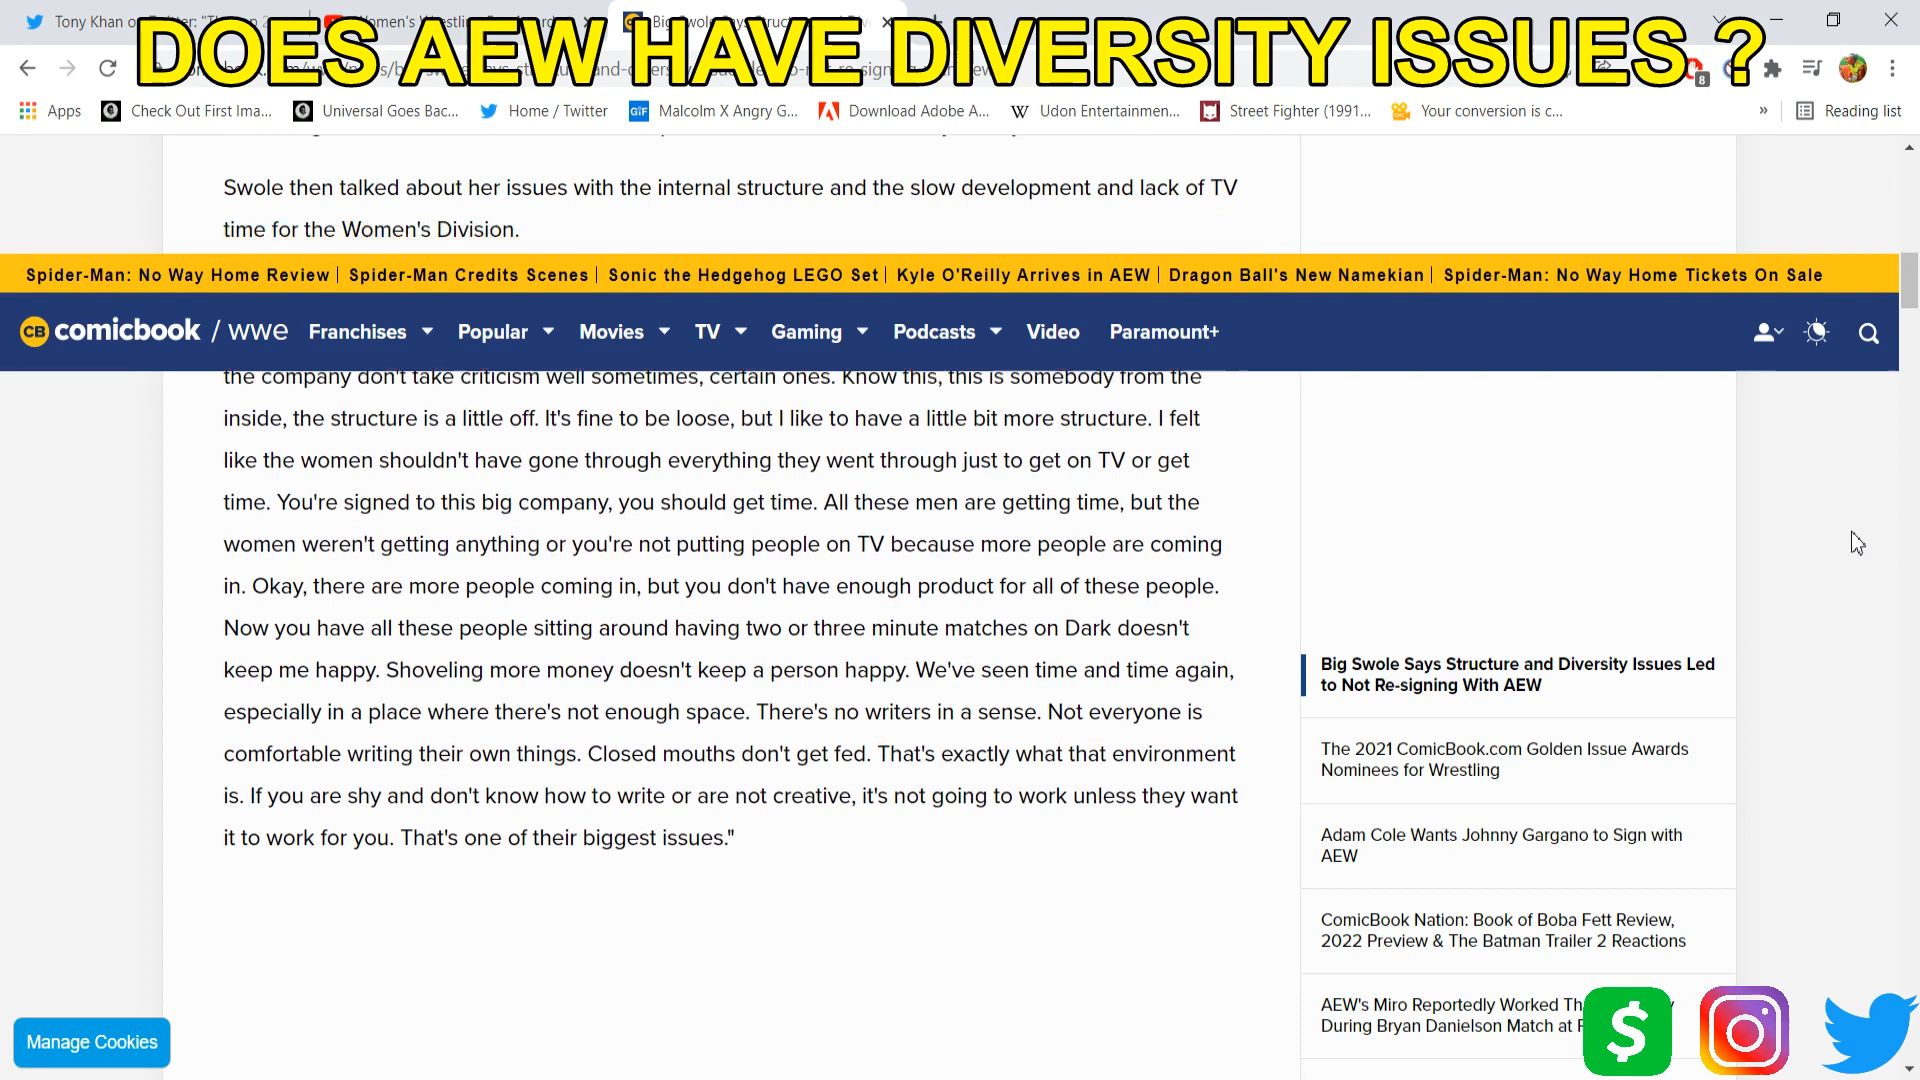 DOES AEW HAVE DIVERSITY ISSUES ?
Tony Khan on Twitter:
Women's Wrestling
Big Swole Says
8
Apps
Check Out First Ima...
Universal Goes Bac...
Home / Twitter
GIF
Malcolm X Angry G...
Download Adobe A...
W
Udon Entertainmen...
Street Fighter (1991...
Your conversion is c...
»
Reading list
Swole then talked about her issues with the internal structure and the slow development and lack of TV
time for the Women's Division.
Spider-Man: No Way Home Review | Spider-Man Credits Scenes | Sonic the Hedgehog LEGO Set | Kyle O'Reilly Arrives in AEW | Dragon Ball's New Namekian | Spider-Man: No Way Home Tickets On Sale
CB comicbook / wwe Franchises Popular Movies TV Gaming Podcasts Video Paramount+
the company don't take criticism well sometimes, certain ones. Know this, this is somebody from the
inside, the structure is a little off. It's fine to be loose, but I like to have a little bit more structure. I felt
like the women shouldn't have gone through everything they went through just to get on TV or get
time. You're signed to this big company, you should get time. All these men are getting time, but the
women weren't getting anything or you're not putting people on TV because more people are coming
in. Okay, there are more people coming in, but you don't have enough product for all of these people.
Now you have all these people sitting around having two or three minute matches on Dark doesn't
keep me happy. Shoveling more money doesn't keep a person happy. We've seen time and time again,
especially in a place where there's not enough space. There's no writers in a sense. Not everyone is
comfortable writing their own things. Closed mouths don't get fed. That's exactly what that environment
is. If you are shy and don't know how to write or are not creative, it's not going to work unless they want
it to work for you. That's one of their biggest issues."
Big Swole Says Structure and Diversity Issues Led
to Not Re-signing With AEW
The 2021 ComicBook.com Golden Issue Awards
Nominees for Wrestling
Adam Cole Wants Johnny Gargano to Sign with
AEW
ComicBook Nation: Book of Boba Fett Review,
2022 Preview & The Batman Trailer 2 Reactions
AEW's Miro Reportedly Worked
During Bryan Danielson Match at
Manage Cookies
$